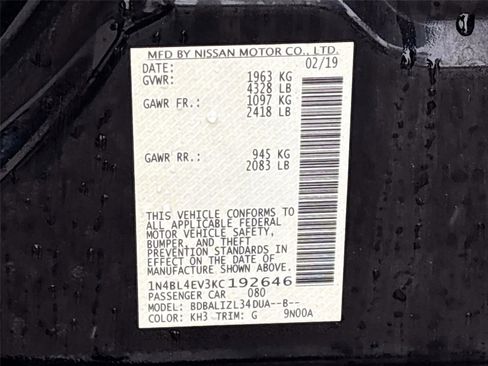 MFD BY NISSAN MOTOR CO., LTD.
DATE: 02/19
GVWR: 1963 KG
4328 LB
GAWR FR.: 1097 KG
2418 LB
GAWR RR.: 945 KG
2083 LB
THIS VEHICLE CONFORMS TO
ALL APPLICABLE FEDERAL
MOTOR VEHICLE SAFETY,
BUMPER, AND THEFT
PREVENTION STANDARDS IN
EFFECT ON THE DATE OF
MANUFACTURE SHOWN ABOVE.
1N4BL4EV3KC192646
PASSENGER CAR 080
MODEL: BDBALIZL34DUA--B--
COLOR: KH3 TRIM: G 9N00A